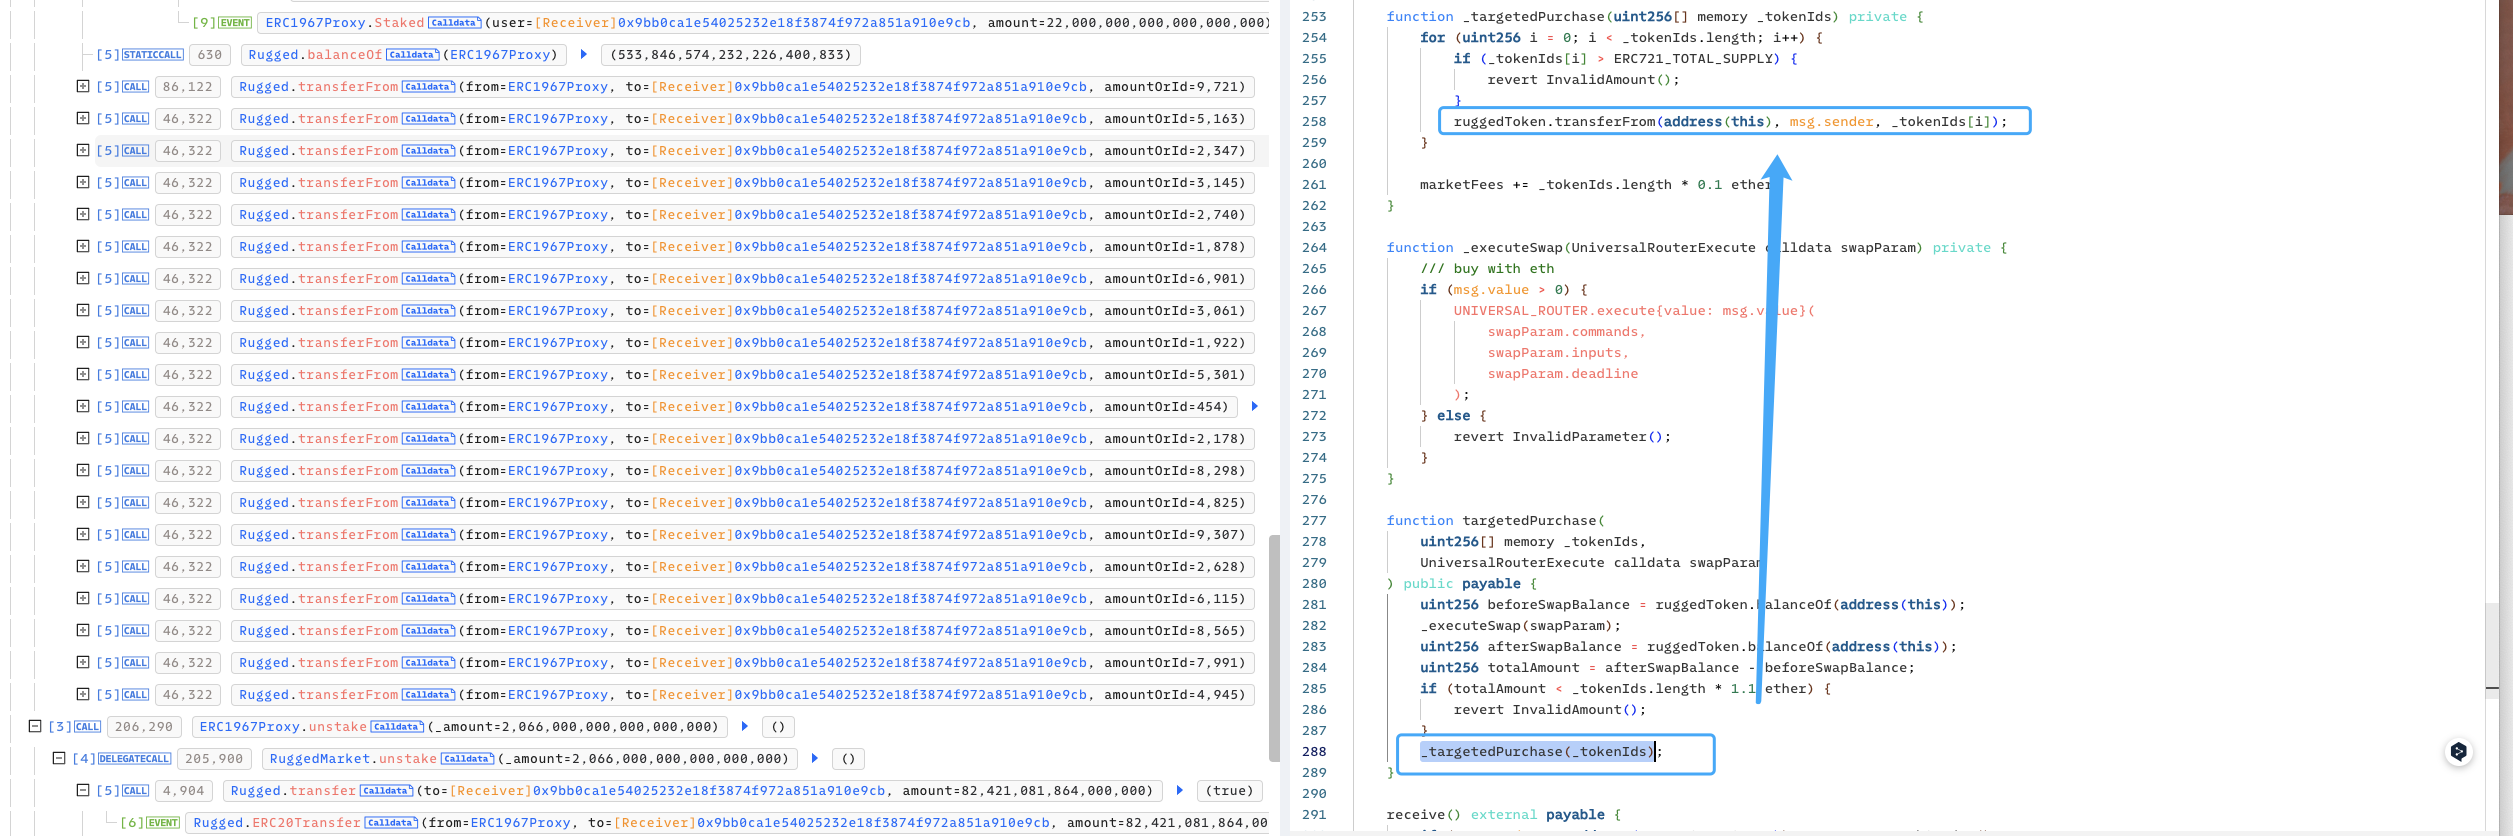 [9]EVENT ERC1967Proxy.Staked Calldata (user=[Receiver]0x9bb0ca1e54025232e18f3874f972a851a910e9cb, amount=22,000,000,000,000,000,000)
[5]STATICCALL 630 Rugged.balanceOf Calldata (ERC1967Proxy) (533,846,574,232,226,400,833)
[5]CALL 86,122 Rugged.transferFrom Calldata (from=ERC1967Proxy, to=[Receiver]0x9bb0ca1e54025232e18f3874f972a851a910e9cb, amountOrId=9,721)
[5]CALL 46,322 Rugged.transferFrom Calldata (from=ERC1967Proxy, to=[Receiver]0x9bb0ca1e54025232e18f3874f972a851a910e9cb, amountOrId=5,163)
[5]CALL 46,322 Rugged.transferFrom Calldata (from=ERC1967Proxy, to=[Receiver]0x9bb0ca1e54025232e18f3874f972a851a910e9cb, amountOrId=2,347)
[5]CALL 46,322 Rugged.transferFrom Calldata (from=ERC1967Proxy, to=[Receiver]0x9bb0ca1e54025232e18f3874f972a851a910e9cb, amountOrId=3,145)
[5]CALL 46,322 Rugged.transferFrom Calldata (from=ERC1967Proxy, to=[Receiver]0x9bb0ca1e54025232e18f3874f972a851a910e9cb, amountOrId=2,740)
[5]CALL 46,322 Rugged.transferFrom Calldata (from=ERC1967Proxy, to=[Receiver]0x9bb0ca1e54025232e18f3874f972a851a910e9cb, amountOrId=1,878)
[5]CALL 46,322 Rugged.transferFrom Calldata (from=ERC1967Proxy, to=[Receiver]0x9bb0ca1e54025232e18f3874f972a851a910e9cb, amountOrId=6,901)
[5]CALL 46,322 Rugged.transferFrom Calldata (from=ERC1967Proxy, to=[Receiver]0x9bb0ca1e54025232e18f3874f972a851a910e9cb, amountOrId=3,061)
[5]CALL 46,322 Rugged.transferFrom Calldata (from=ERC1967Proxy, to=[Receiver]0x9bb0ca1e54025232e18f3874f972a851a910e9cb, amountOrId=1,922)
[5]CALL 46,322 Rugged.transferFrom Calldata (from=ERC1967Proxy, to=[Receiver]0x9bb0ca1e54025232e18f3874f972a851a910e9cb, amountOrId=5,301)
[5]CALL 46,322 Rugged.transferFrom Calldata (from=ERC1967Proxy, to=[Receiver]0x9bb0ca1e54025232e18f3874f972a851a910e9cb, amountOrId=454)
[5]CALL 46,322 Rugged.transferFrom Calldata (from=ERC1967Proxy, to=[Receiver]0x9bb0ca1e54025232e18f3874f972a851a910e9cb, amountOrId=2,178)
[5]CALL 46,322 Rugged.transferFrom Calldata (from=ERC1967Proxy, to=[Receiver]0x9bb0ca1e54025232e18f3874f972a851a910e9cb, amountOrId=8,298)
[5]CALL 46,322 Rugged.transferFrom Calldata (from=ERC1967Proxy, to=[Receiver]0x9bb0ca1e54025232e18f3874f972a851a910e9cb, amountOrId=4,825)
[5]CALL 46,322 Rugged.transferFrom Calldata (from=ERC1967Proxy, to=[Receiver]0x9bb0ca1e54025232e18f3874f972a851a910e9cb, amountOrId=9,307)
[5]CALL 46,322 Rugged.transferFrom Calldata (from=ERC1967Proxy, to=[Receiver]0x9bb0ca1e54025232e18f3874f972a851a910e9cb, amountOrId=2,628)
[5]CALL 46,322 Rugged.transferFrom Calldata (from=ERC1967Proxy, to=[Receiver]0x9bb0ca1e54025232e18f3874f972a851a910e9cb, amountOrId=6,115)
[5]CALL 46,322 Rugged.transferFrom Calldata (from=ERC1967Proxy, to=[Receiver]0x9bb0ca1e54025232e18f3874f972a851a910e9cb, amountOrId=8,565)
[5]CALL 46,322 Rugged.transferFrom Calldata (from=ERC1967Proxy, to=[Receiver]0x9bb0ca1e54025232e18f3874f972a851a910e9cb, amountOrId=7,991)
[5]CALL 46,322 Rugged.transferFrom Calldata (from=ERC1967Proxy, to=[Receiver]0x9bb0ca1e54025232e18f3874f972a851a910e9cb, amountOrId=4,945)
[3]CALL 206,290 ERC1967Proxy.unstake Calldata (_amount=2,066,000,000,000,000,000,000) ()
[4]DELEGATECALL 205,900 RuggedMarket.unstake Calldata (_amount=2,066,000,000,000,000,000,000) ()
[5]CALL 4,904 Rugged.transfer Calldata (to=[Receiver]0x9bb0ca1e54025232e18f3874f972a851a910e9cb, amount=82,421,081,864,000,000) (true)
[6]EVENT Rugged.ERC20Transfer Calldata (from=ERC1967Proxy, to=[Receiver]0x9bb0ca1e54025232e18f3874f972a851a910e9cb, amount=82,421,081,864,00
253 function _targetedPurchase(uint256[] memory _tokenIds) private {
254 for (uint256 i = 0; i < _tokenIds.length; i++) {
255 if (_tokenIds[i] > ERC721_TOTAL_SUPPLY) {
256 revert InvalidAmount();
257 }
258 ruggedToken.transferFrom(address(this), msg.sender, _tokenIds[i]);
259 }
260
261 marketFees += _tokenIds.length * 0.1 ether
262 }
263
264 function _executeSwap(UniversalRouterExecute calldata swapParam) private {
265 /// buy with eth
266 if (msg.value > 0) {
267 UNIVERSAL_ROUTER.execute{value: msg.value}(
268 swapParam.commands,
269 swapParam.inputs,
270 swapParam.deadline
271 );
272 } else {
273 revert InvalidParameter();
274 }
275 }
276
277 function targetedPurchase(
278 uint256[] memory _tokenIds,
279 UniversalRouterExecute calldata swapParam
280 ) public payable {
281 uint256 beforeSwapBalance = ruggedToken.balanceOf(address(this));
282 _executeSwap(swapParam);
283 uint256 afterSwapBalance = ruggedToken.balanceOf(address(this));
284 uint256 totalAmount = afterSwapBalance - beforeSwapBalance;
285 if (totalAmount < _tokenIds.length * 1.1 ether) {
286 revert InvalidAmount();
287 }
288 _targetedPurchase(_tokenIds);
289 }
290
291 receive() external payable {